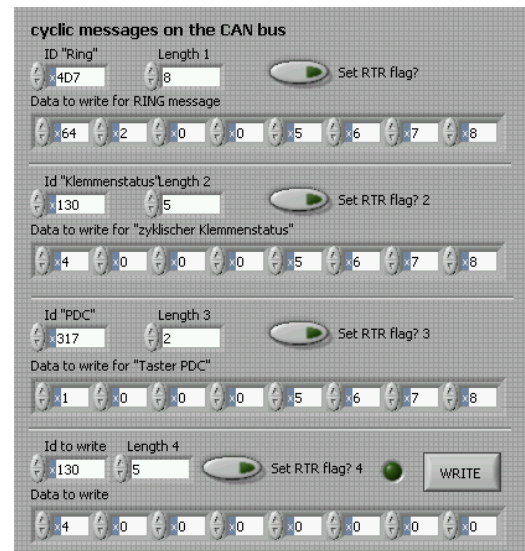 cyclic messages on the CAN bus
ID "Ring" Length 1
x4D7 8 Set RTR flag?
Data to write for RING message
x64 x2 x0 x0 x5 x6 x7 x8
Id "Klemmenstatus" Length 2
x130 5 Set RTR flag? 2
Data to write for "zyklischer Klemmenstatus"
x4 x0 x0 x0 x5 x6 x7 x8
Id "PDC" Length 3
x317 2 Set RTR flag? 3
Data to write for "Taster PDC"
x1 x0 x0 x0 x5 x6 x7 x8
Id to write Length 4
x130 5 Set RTR flag? 4 WRITE
Data to write
x4 x0 x0 x0 x0 x0 x0 x0